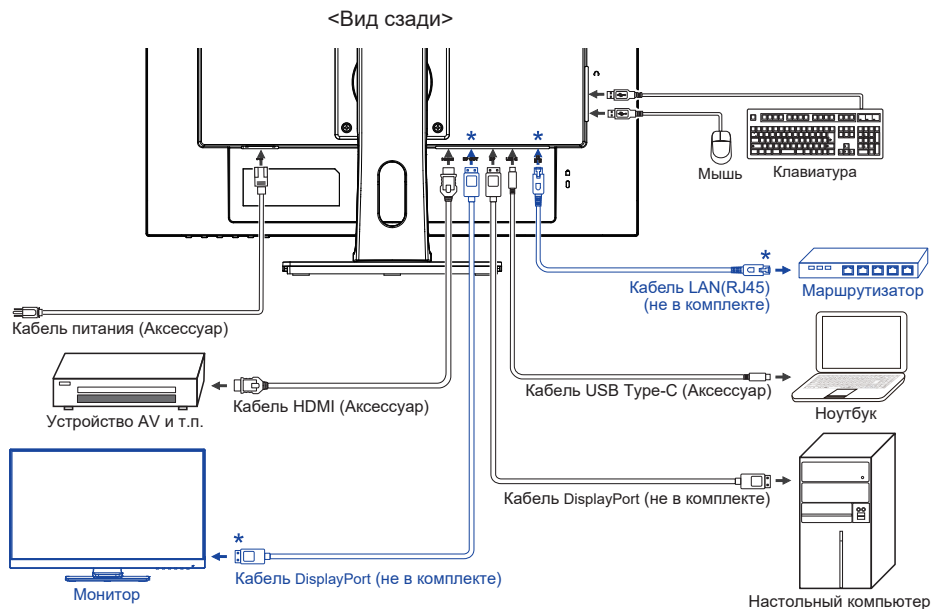 <Вид сзади>
*
*
Мышь
Клавиатура
*
Кабель LAN(RJ45)
(не в комплекте)
Маршрутизатор
Кабель питания (Аксессуар)
Кабель USB Type-C (Аксессуар)
Кабель HDMI (Аксессуар)
Устройство AV и т.п.
Ноутбук
Кабель DisplayPort (не в комплекте)
*
Кабель DisplayPort (не в комплекте)
Монитор
Настольный компьютер